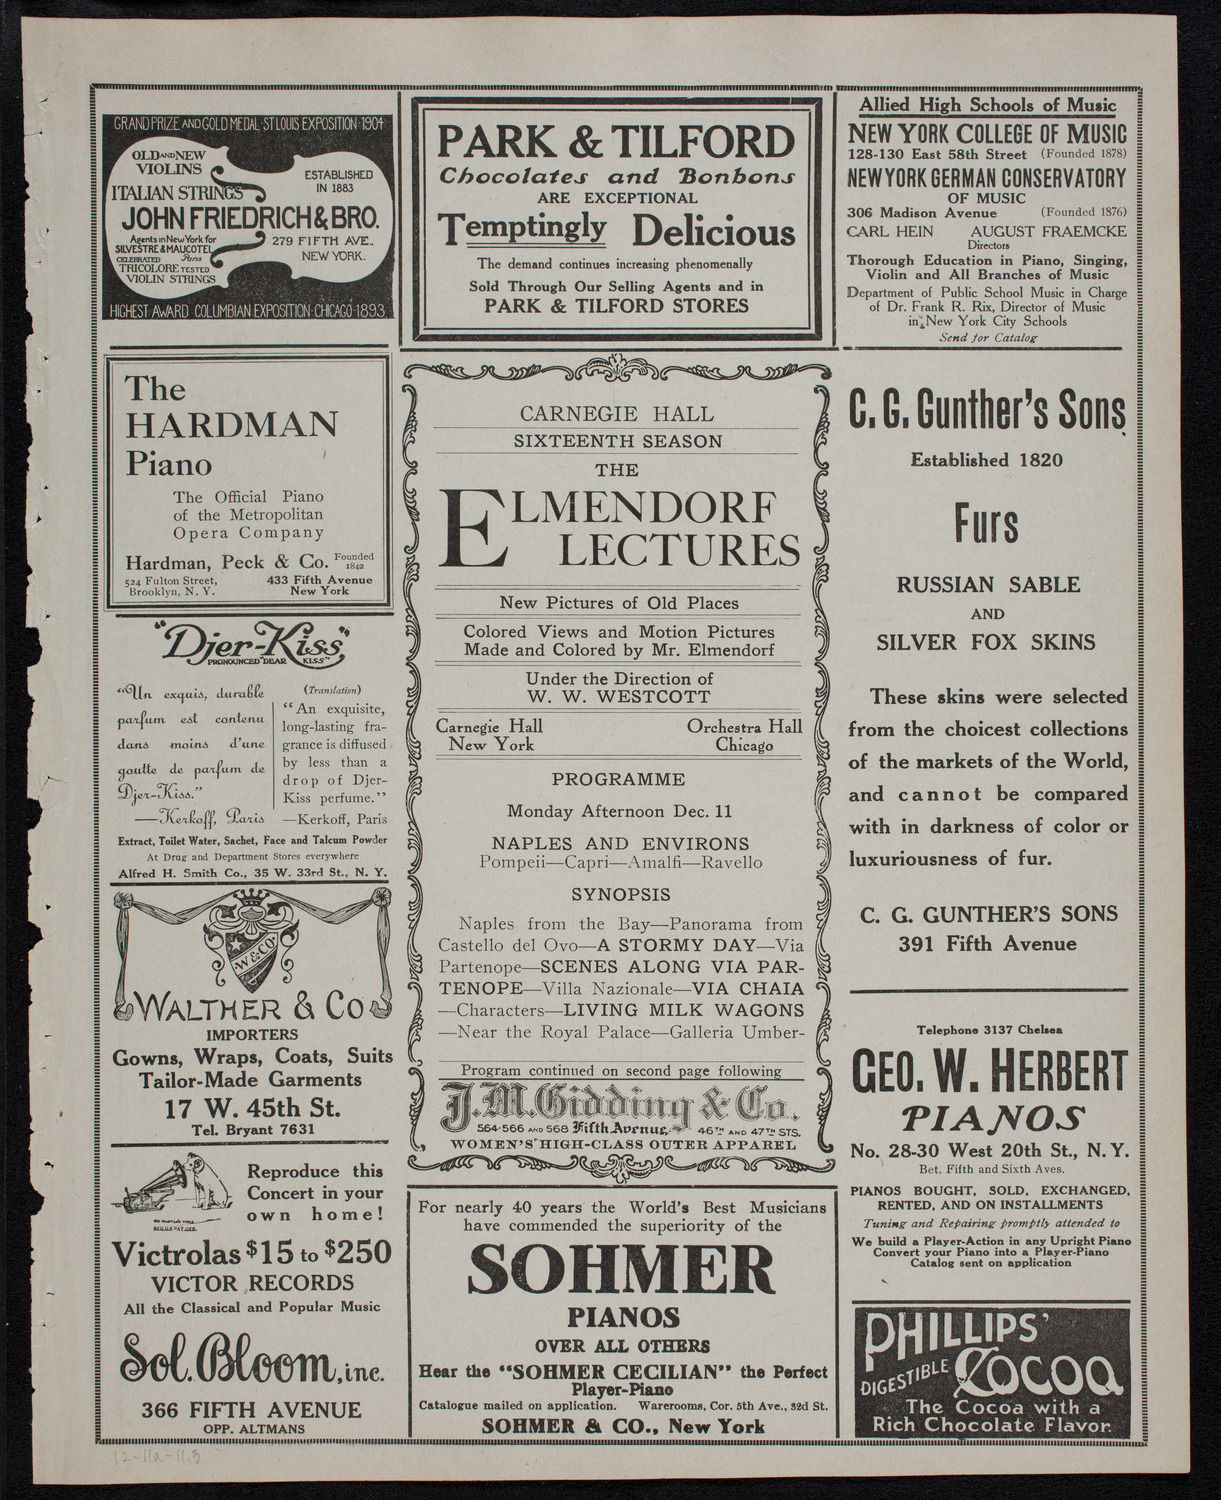 GRAND PRIZE AND GOLD MEDAL·ST LOUIS EXPOSITION·1904
OLD AND NEW
VIOLINS
ITALIAN STRINGS
ESTABLISHED
IN 1883
JOHN FRIEDRICH & BRO.
Agents in New York for
SILVESTRE & MAUCOTEL
Paris
CELEBRATED
TRICOLORE TESTED
VIOLIN STRINGS
279 FIFTH AVE.
NEW YORK.
HIGHEST AWARD COLUMBIAN EXPOSITION·CHICAGO·1893
The
HARDMAN
Piano
The Official Piano
of the Metropolitan
Opera Company
Hardman, Peck & Co. Founded 1842
524 Fulton Street,
Brooklyn, N. Y.
433 Fifth Avenue
New York
"Djer-Kiss"
PRONOUNCED "DEAR KISS"
"Un exquis, durable
parfum est contenu
dans moins d'une
goutte de parfum de
Djer-Kiss."
—Kerkoff, Paris
(Translation)
"An exquisite,
long-lasting fra-
grance is diffused
by less than a
drop of Djer-
Kiss perfume."
—Kerkoff, Paris
Extract, Toilet Water, Sachet, Face and Talcum Powder
At Drug and Department Stores everywhere
Alfred H. Smith Co., 35 W. 33rd St., N. Y.
W & CO.
WALTHER & CO
IMPORTERS
Gowns, Wraps, Coats, Suits
Tailor-Made Garments
17 W. 45th St.
Tel. Bryant 7631
HIS MASTER'S VOICE
REG. U.S. PAT. OFF.
Reproduce this
Concert in your
own home!
Victrolas $15 to $250
VICTOR RECORDS
All the Classical and Popular Music
Sol. Bloom, inc.
366 FIFTH AVENUE
OPP. ALTMANS
PARK & TILFORD
Chocolates and Bonbons
ARE EXCEPTIONAL
Temptingly Delicious
The demand continues increasing phenomenally
Sold Through Our Selling Agents and in
PARK & TILFORD STORES
CARNEGIE HALL
SIXTEENTH SEASON
THE
ELMENDORF
LECTURES
New Pictures of Old Places
Colored Views and Motion Pictures
Made and Colored by Mr. Elmendorf
Under the Direction of
W. W. WESTCOTT
Carnegie Hall
New York
Orchestra Hall
Chicago
PROGRAMME
Monday Afternoon Dec. 11
NAPLES AND ENVIRONS
Pompeii—Capri—Amalfi—Ravello
SYNOPSIS
Naples from the Bay—Panorama from
Castello del Ovo—A STORMY DAY—Via
Partenope—SCENES ALONG VIA PAR-
TENOPE—Villa Nazionale—VIA CHAIA
—Characters—LIVING MILK WAGONS
—Near the Royal Palace—Galleria Umber-
Program continued on second page following
J. M. Gidding & Co.
564-566 AND 568 Fifth Avenue, 46TH AND 47TH STS.
WOMEN'S HIGH-CLASS OUTER APPAREL
For nearly 40 years the World's Best Musicians
have commended the superiority of the
SOHMER
PIANOS
OVER ALL OTHERS
Hear the "SOHMER CECILIAN" the Perfect
Player-Piano
Catalogue mailed on application. Warerooms, Cor. 5th Ave., 32d St.
SOHMER & CO., New York
Allied High Schools of Music
NEW YORK COLLEGE OF MUSIC
128-130 East 58th Street (Founded 1878)
NEW YORK GERMAN CONSERVATORY
OF MUSIC
306 Madison Avenue (Founded 1876)
CARL HEIN AUGUST FRAEMCKE
Directors
Thorough Education in Piano, Singing,
Violin and All Branches of Music
Department of Public School Music in Charge
of Dr. Frank R. Rix, Director of Music
in New York City Schools
Send for Catalog
C. G. Gunther's Sons
Established 1820
Furs
RUSSIAN SABLE
AND
SILVER FOX SKINS
These skins were selected
from the choicest collections
of the markets of the World,
and cannot be compared
with in darkness of color or
luxuriousness of fur.
C. G. GUNTHER'S SONS
391 Fifth Avenue
Telephone 3137 Chelsea
GEO. W. HERBERT
PIANOS
No. 28-30 West 20th St., N. Y.
Bet. Fifth and Sixth Aves.
PIANOS BOUGHT, SOLD, EXCHANGED,
RENTED, AND ON INSTALLMENTS
Tuning and Repairing promptly attended to
We build a Player-Action in any Upright Piano
Convert your Piano into a Player-Piano
Catalog sent on application
PHILLIPS'
DIGESTIBLE COCOA
The Cocoa with a
Rich Chocolate Flavor.
12-11a-11.3